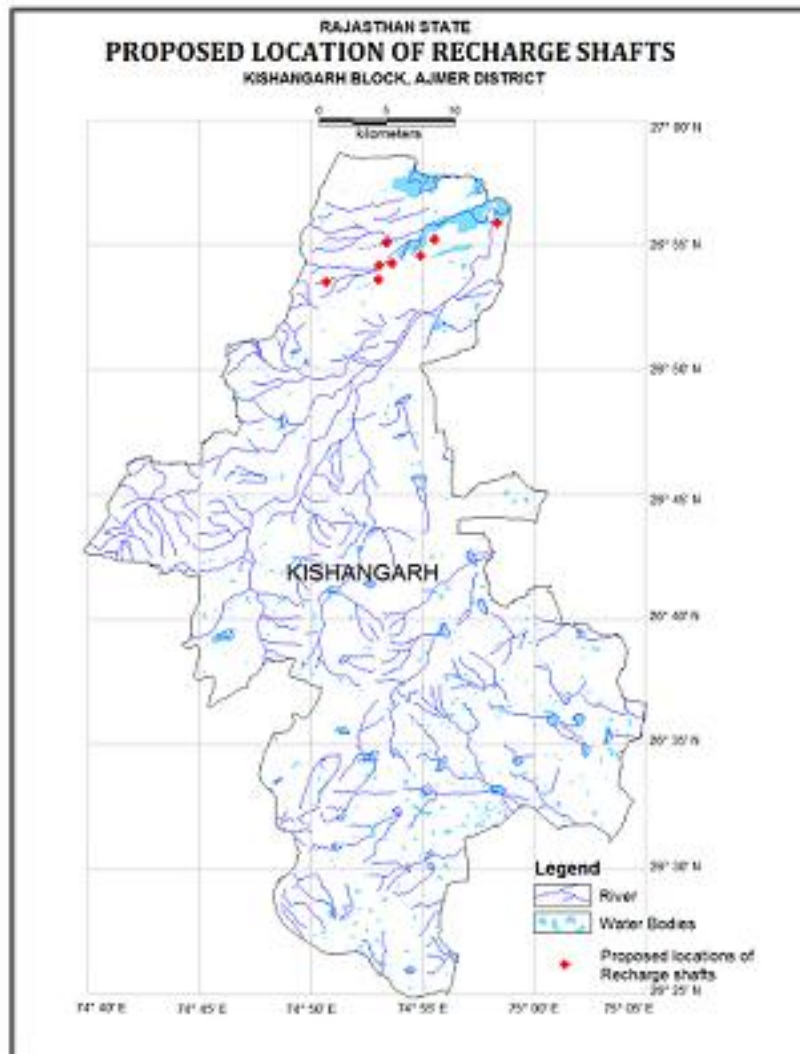 RAJASTHAN STATE
PROPOSED LOCATION OF RECHARGE SHAFTS
KISHANGARH BLOCK, AJMER DISTRICT
0 5 10
kilometers
27° 00' N
26° 55' N
26° 50' N
26° 45' N
KISHANGARH
26° 40' N
26° 35' N
26° 30' N
Legend
River
Water Bodies
Proposed locations of
Recharge shafts
26° 25' N
74° 40' E 74° 45' E 74° 50' E 74° 55' E 75° 00' E 75° 05' E